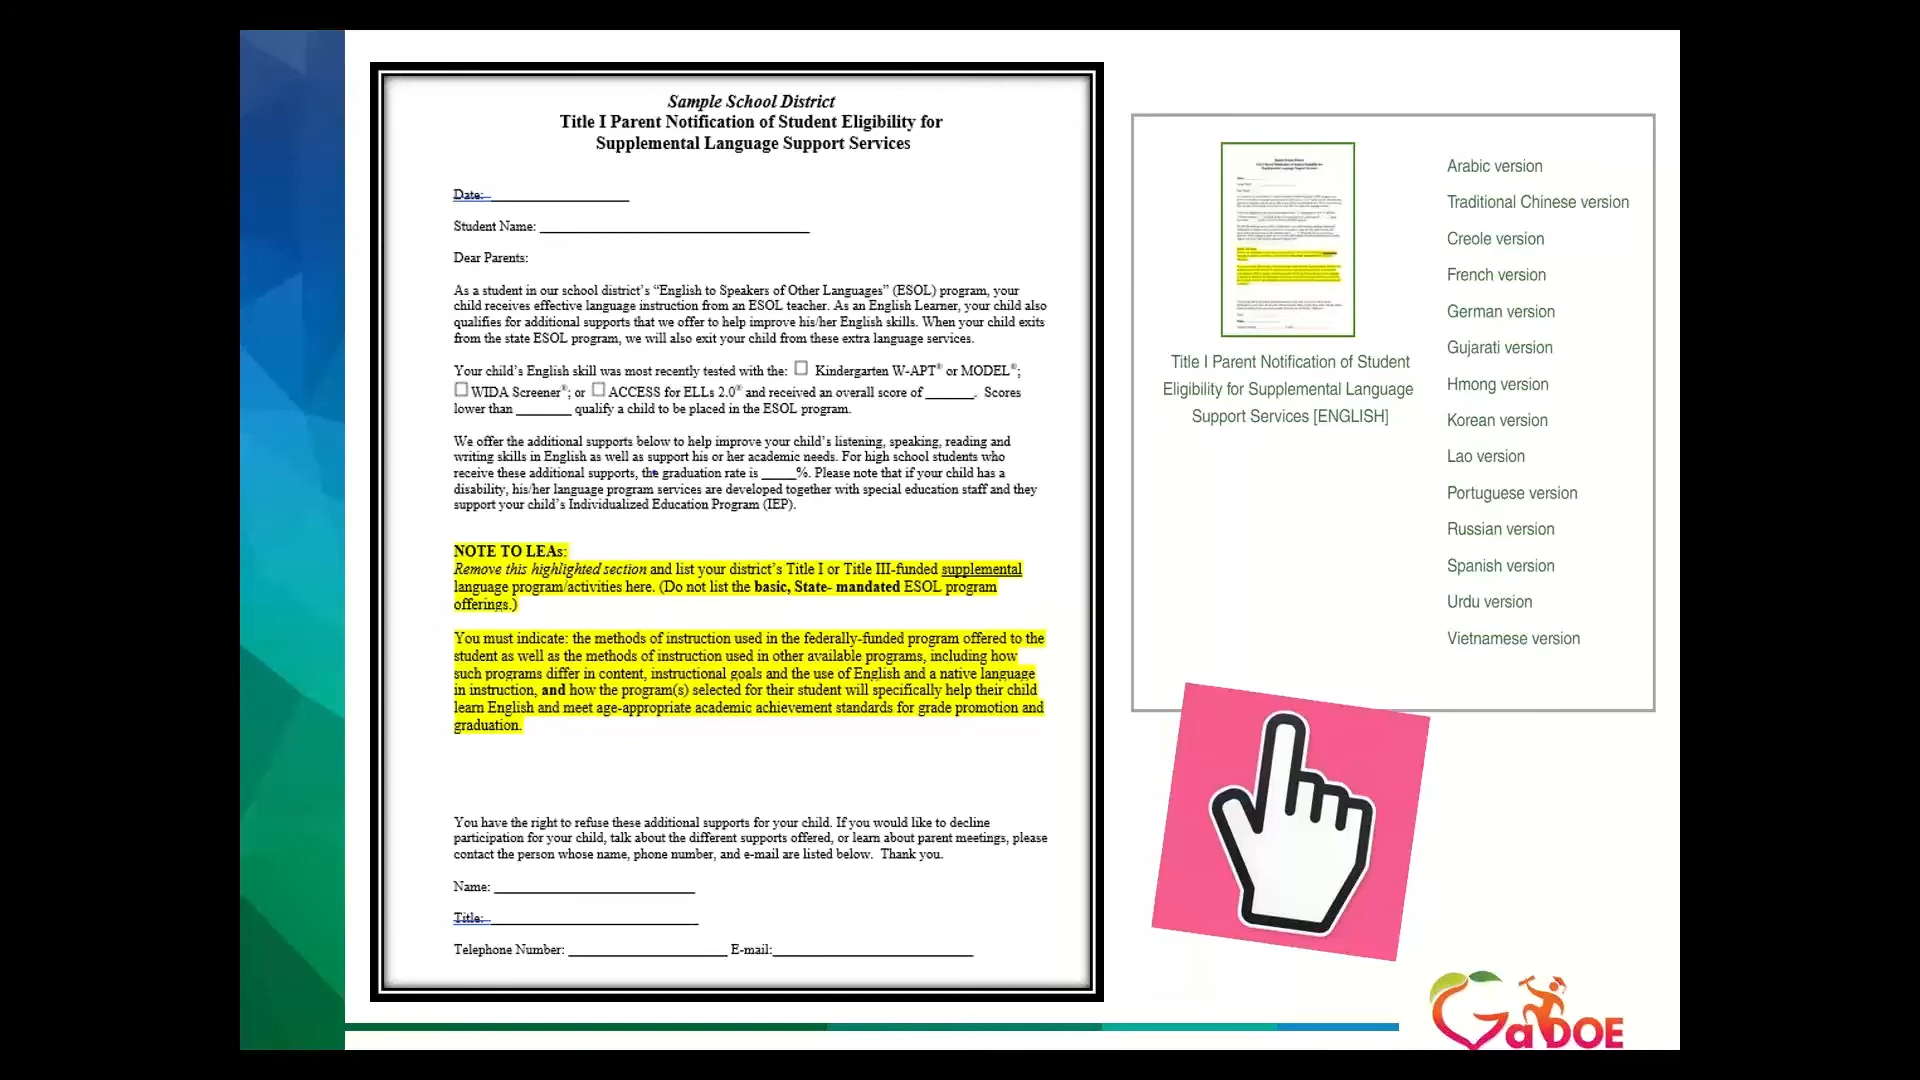 Sample School District
Title I Parent Notification of Student Eligibility for
Supplemental Language Support Services
Date: ____________________
Student Name: ______________________________________
Dear Parents:
As a student in our school district’s “English to Speakers of Other Languages” (ESOL) program, your
child receives effective language instruction from an ESOL teacher. As an English Learner, your child also
qualifies for additional supports that we offer to help improve his/her English skills. When your child exits
from the state ESOL program, we will also exit your child from these extra language services.
Your child’s English skill was most recently tested with the: ☐ Kindergarten W-APT® or MODEL®;
☐ WIDA Screener®; or ☐ ACCESS for ELLs 2.0® and received an overall score of _______. Scores
lower than ________ qualify a child to be placed in the ESOL program.
We offer the additional supports below to help improve your child’s listening, speaking, reading and
writing skills in English as well as support his or her academic needs. For high school students who
receive these additional supports, the graduation rate is _____%. Please note that if your child has a
disability, his/her language program services are developed together with special education staff and they
support your child’s Individualized Education Program (IEP).
NOTE TO LEAs:
Remove this highlighted section and list your district’s Title I or Title III-funded supplemental
language program/activities here. (Do not list the basic, State- mandated ESOL program
offerings.)
You must indicate: the methods of instruction used in the federally-funded program offered to the
student as well as the methods of instruction used in other available programs, including how
such programs differ in content, instructional goals and the use of English and a native language
in instruction, and how the program(s) selected for their student will specifically help their child
learn English and meet age-appropriate academic achievement standards for grade promotion and
graduation.
You have the right to refuse these additional supports for your child. If you would like to decline
participation for your child, talk about the different supports offered, or learn about parent meetings, please
contact the person whose name, phone number, and e-mail are listed below. Thank you.
Name: ____________________________
Title: _____________________________
Telephone Number: ______________________ E-mail:____________________________
Title I Parent Notification of Student
Eligibility for Supplemental Language
Support Services [ENGLISH]
Arabic version
Traditional Chinese version
Creole version
French version
German version
Gujarati version
Hmong version
Korean version
Lao version
Portuguese version
Russian version
Spanish version
Urdu version
Vietnamese version
GaDOE